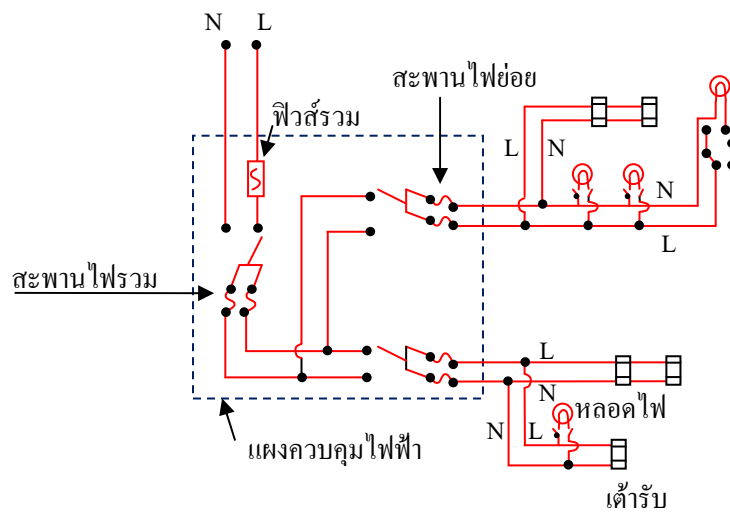 N L
สะพานไฟย่อย
ฟิวส์รวม
L N
N
L
สะพานไฟรวม
L
N
หลอดไฟ
N L
แผงควบคุมไฟฟ้า
เต้ารับ